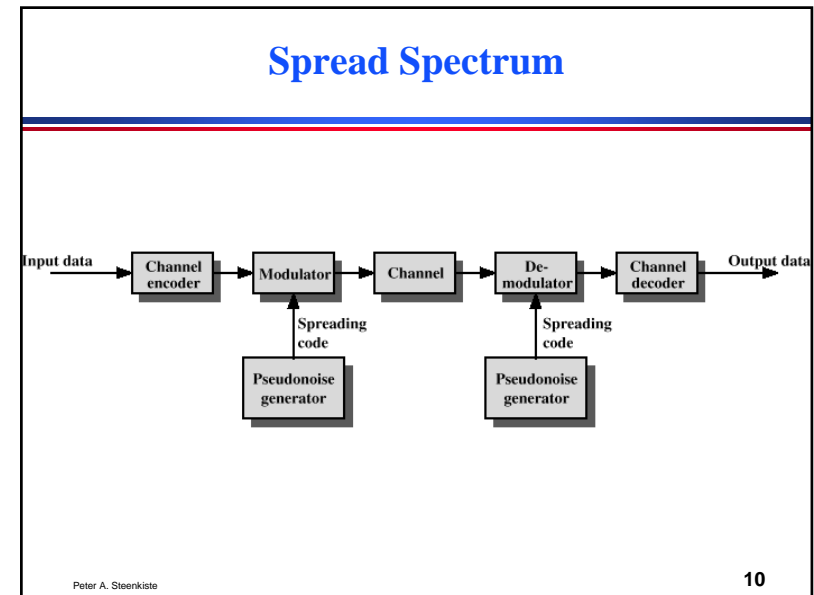 Spread Spectrum
Input data
Channel
encoder
Modulator
Channel
De-
modulator
Channel
decoder
Output data
Spreading
code
Spreading
code
Pseudonoise
generator
Pseudonoise
generator
Peter A. Steenkiste
10